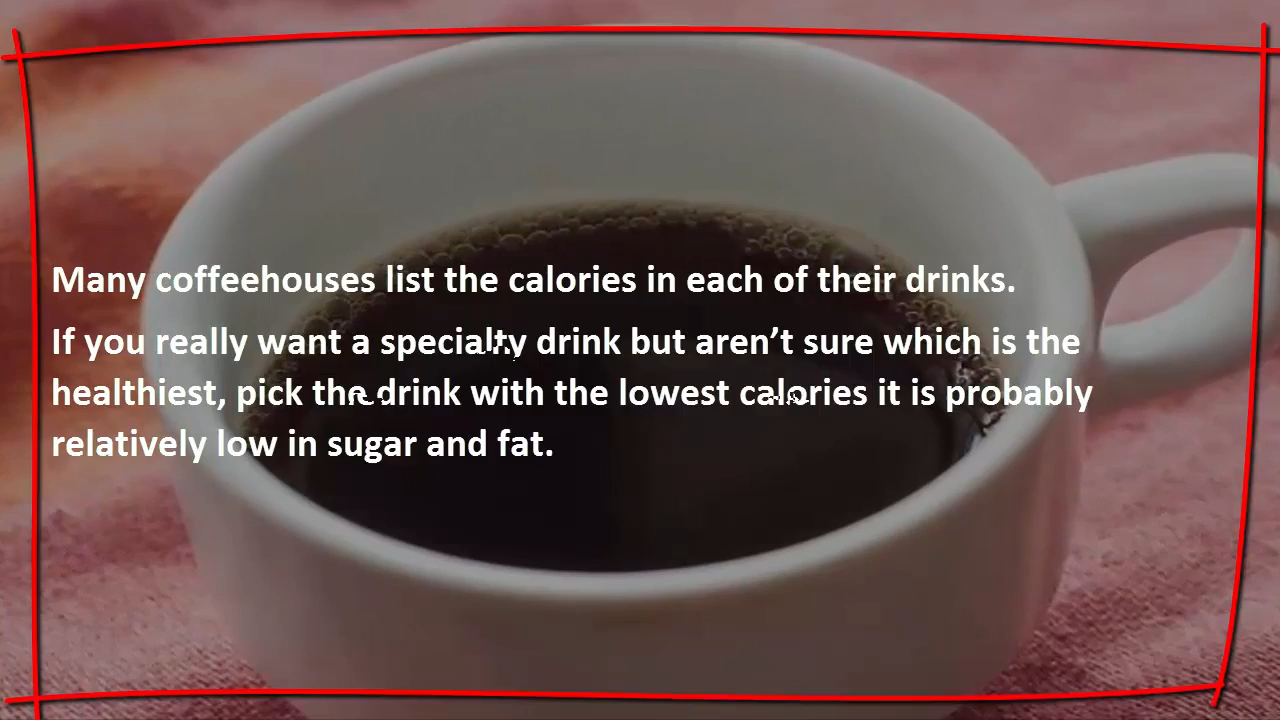 Many coffeehouses list the calories in each of their drinks.
If you really want a specialty drink but aren’t sure which is the
healthiest, pick the drink with the lowest calories it is probably
relatively low in sugar and fat.